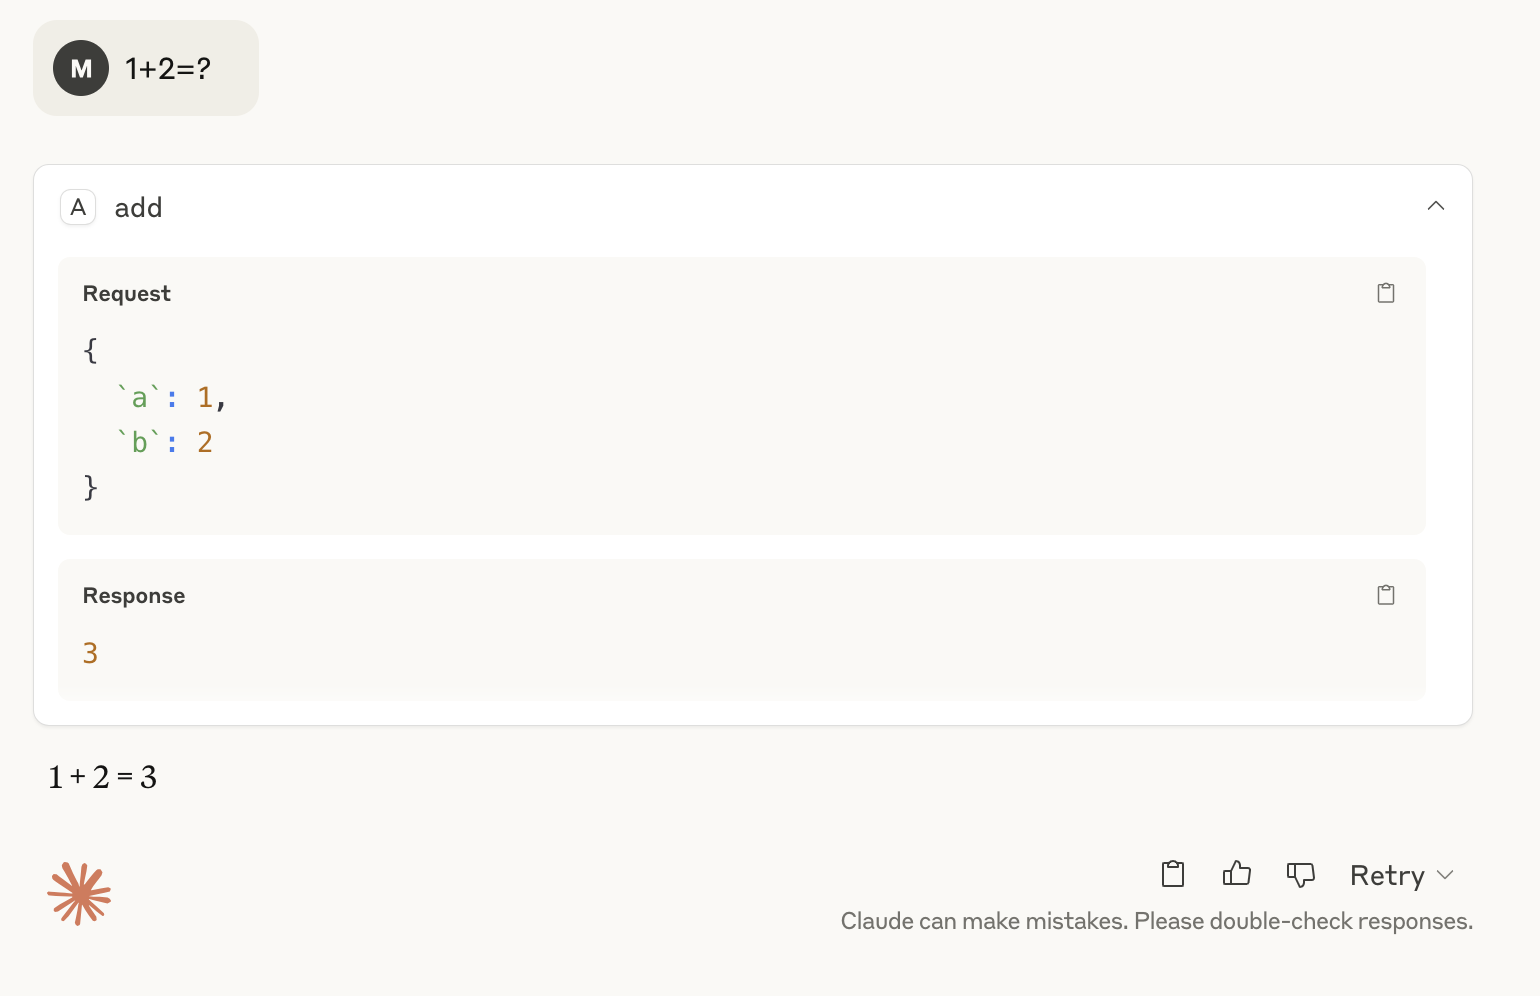 M 1+2=?
A add
Request
{
  `a`: 1,
  `b`: 2
}
Response
3
1 + 2 = 3
Retry
Claude can make mistakes. Please double-check responses.